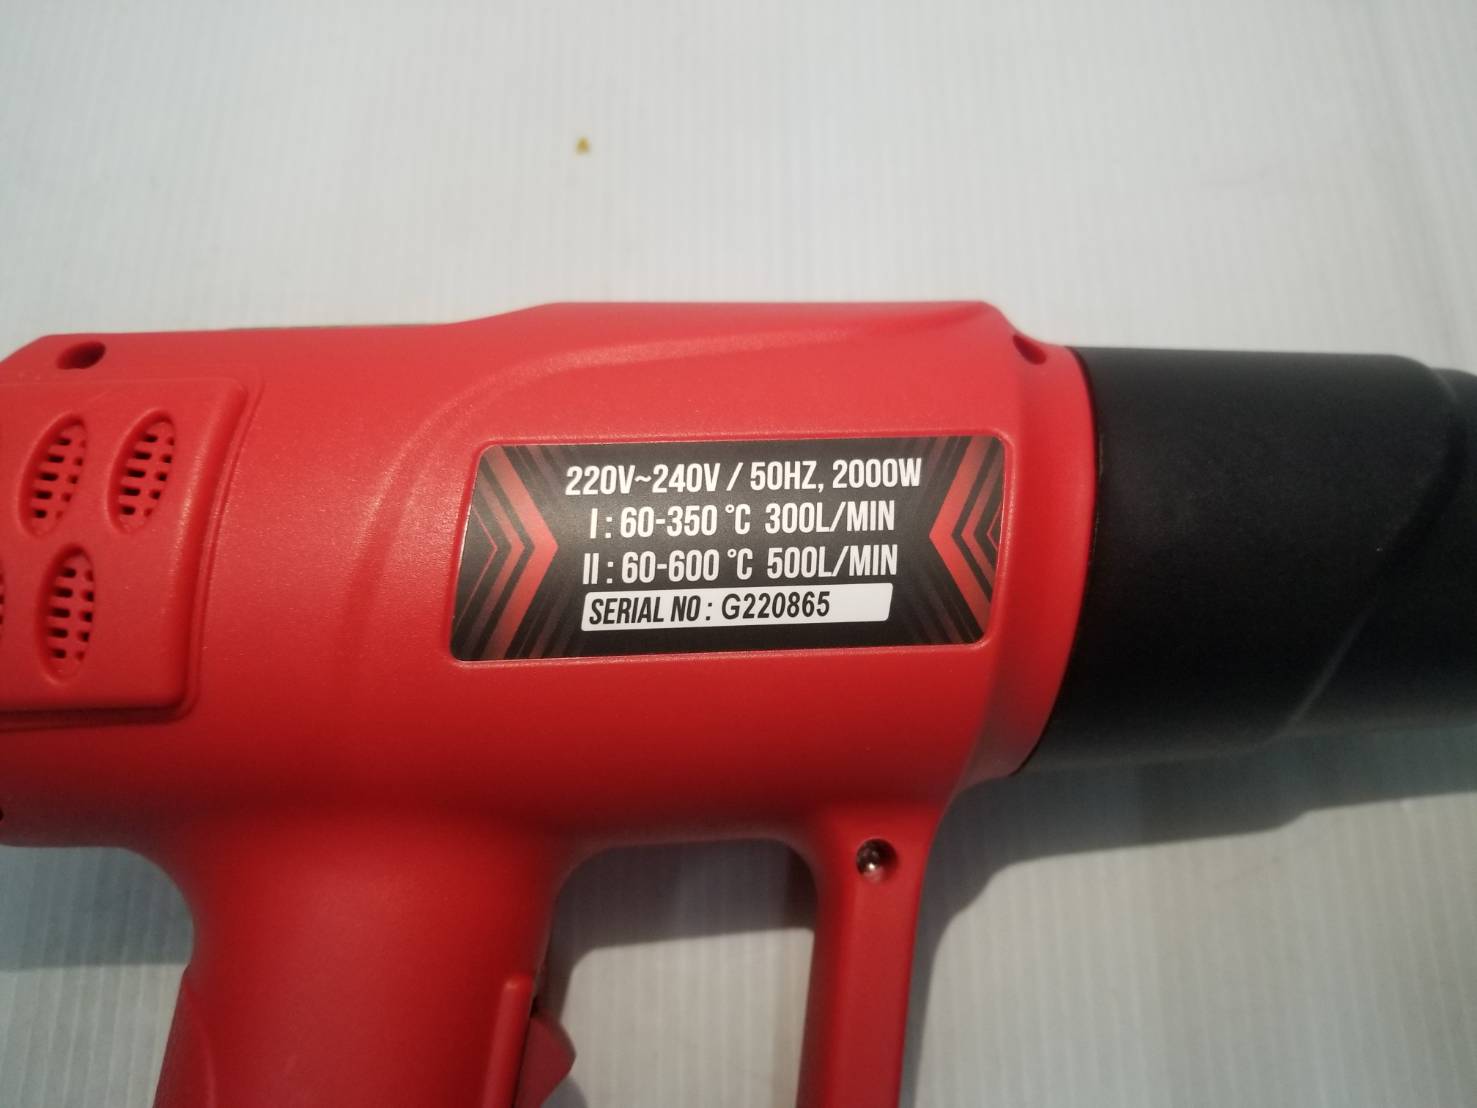 220V~240V / 50HZ, 2000W
I : 60-350 °C 300L/MIN
II : 60-600 °C 500L/MIN
SERIAL NO : G220865